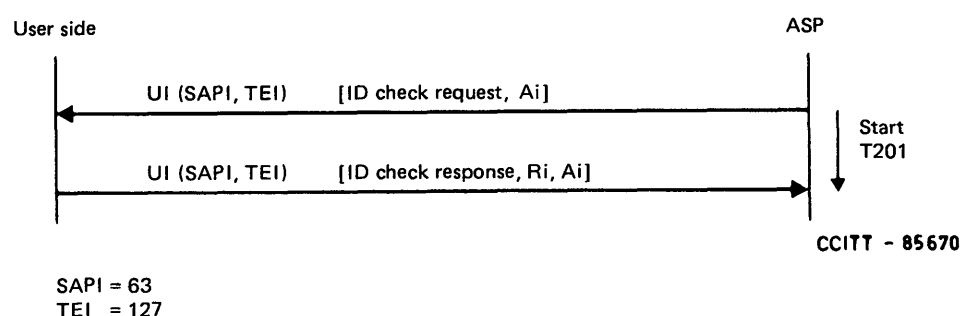 User side ASP
UI (SAPI, TEI) [ID check request, Ai]
Start
T201
UI (SAPI, TEI) [ID check response, Ri, Ai]
CCITT - 85670
SAPI = 63
TEI = 127